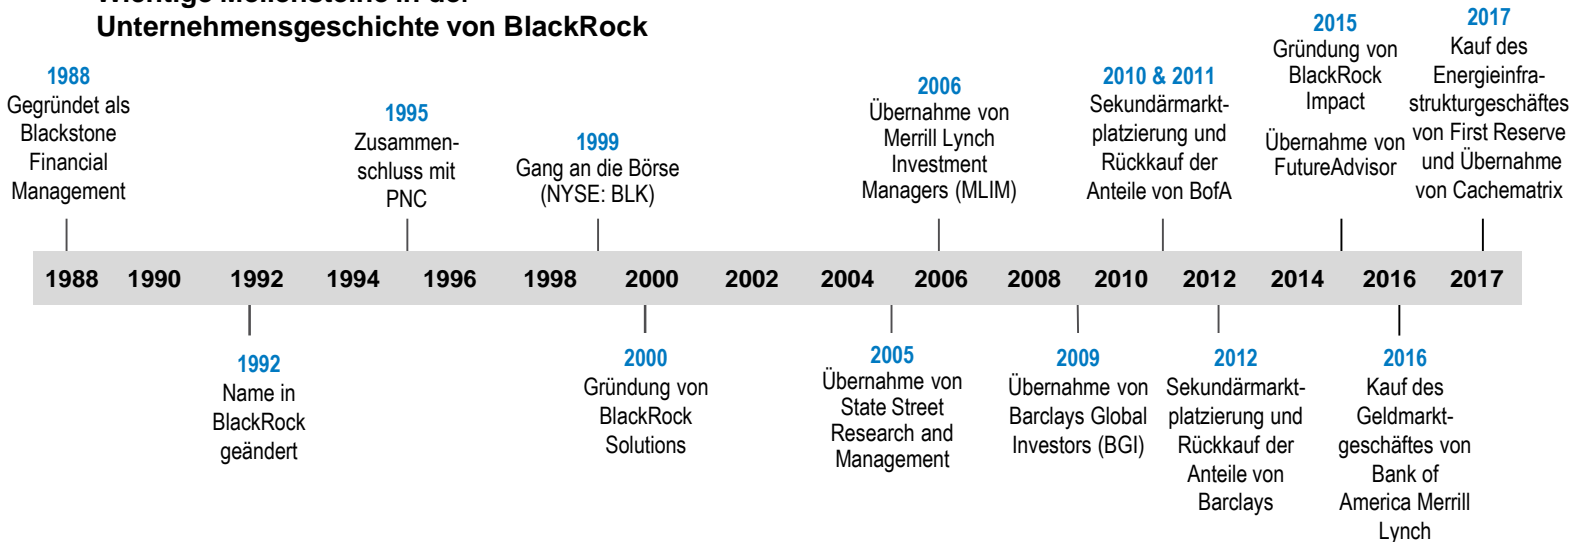 Wichtige Meilensteine in der
Unternehmensgeschichte von BlackRock
1988
Gegründet als
Blackstone
Financial
Management
1995
Zusammen-
schluss mit
PNC
1999
Gang an die Börse
(NYSE: BLK)
2006
Übernahme von
Merrill Lynch
Investment
Managers (MLIM)
2010 & 2011
Sekundärmarkt-
platzierung und
Rückkauf der
Anteile von BofA
2015
Gründung von
BlackRock
Impact
Übernahme von
FutureAdvisor
2017
Kauf des
Energieinfra-
strukturgeschäftes
von First Reserve
und Übernahme
von Cachematrix
1988 1990 1992 1994 1996 1998 2000 2002 2004 2006 2008 2010 2012 2014 2016 2017
1992
Name in
BlackRock
geändert
2000
Gründung von
BlackRock
Solutions
2005
Übernahme von
State Street
Research and
Management
2009
Übernahme von
Barclays Global
Investors (BGI)
2012
Sekundärmarkt-
platzierung und
Rückkauf der
Anteile von
Barclays
2016
Kauf des
Geldmarkt-
geschäftes von
Bank of
America Merrill
Lynch